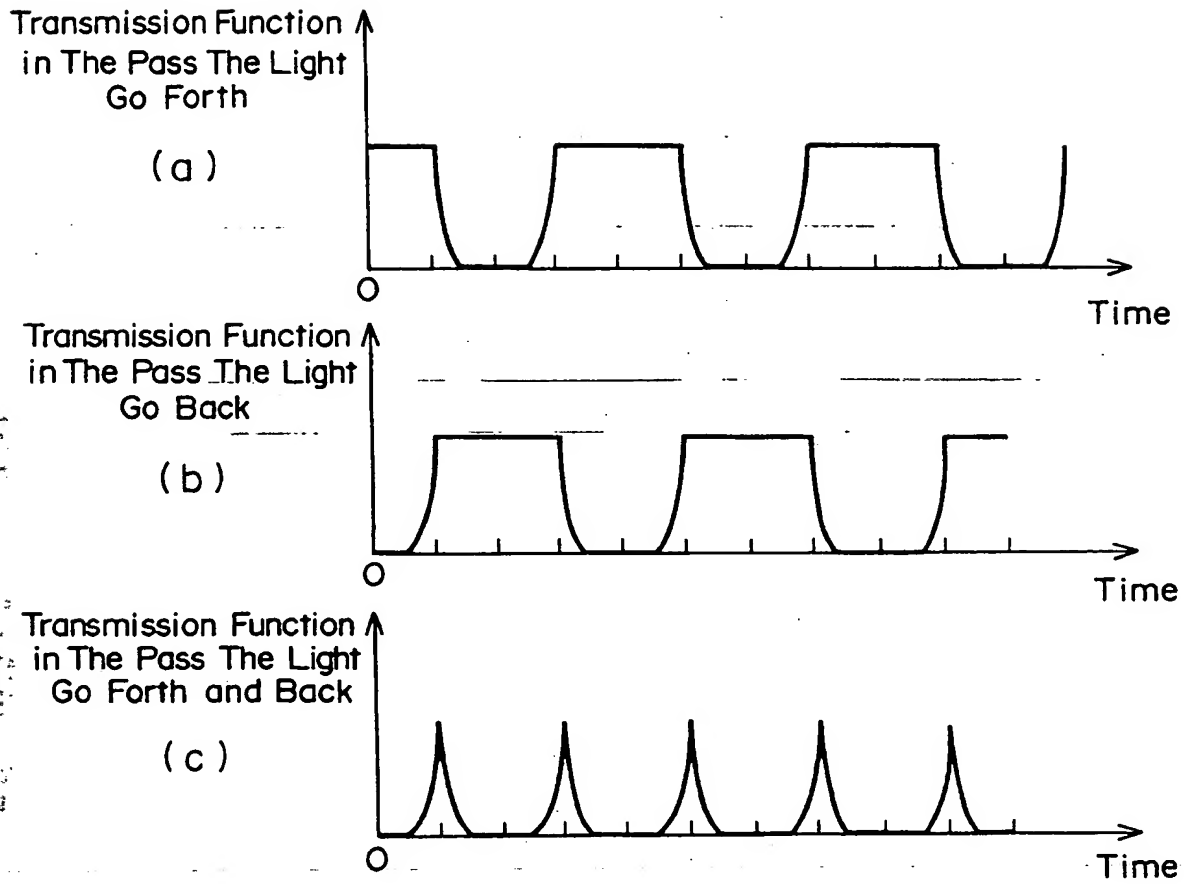 Transmission Function
in The Pass The Light
Go Forth
(a)
O
Time
Transmission Function
in The Pass The Light
Go Back
(b)
O
Time
Transmission Function
in The Pass The Light
Go Forth and Back
(c)
O
Time